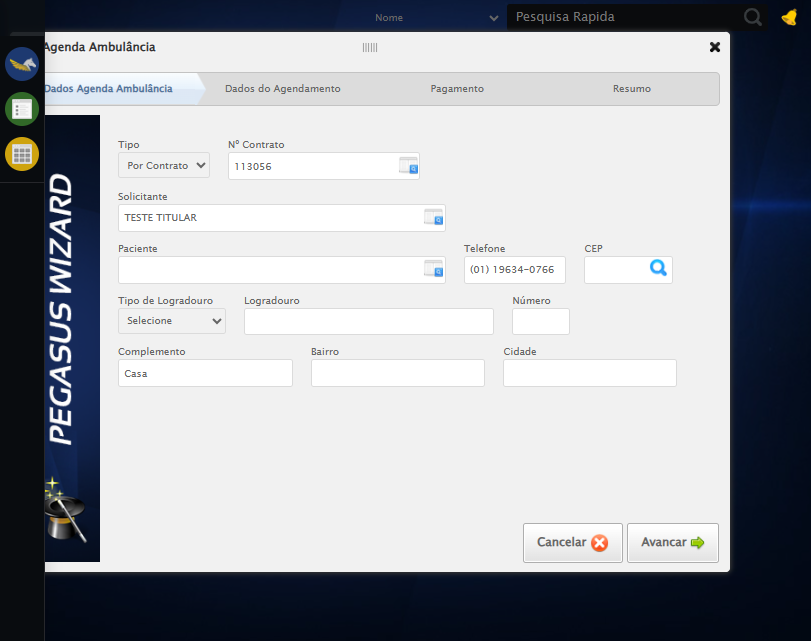 Nome
Pesquisa Rapida
Agenda Ambulância
Dados Agenda Ambulância
Dados do Agendamento
Pagamento
Resumo
PEGASUS WIZARD
Tipo
Nº Contrato
Por Contrato
113056
Solicitante
TESTE TITULAR
Paciente
Telefone
CEP
(01) 19634-0766
Tipo de Logradouro
Logradouro
Número
Selecione
Complemento
Bairro
Cidade
Casa
Cancelar
Avancar